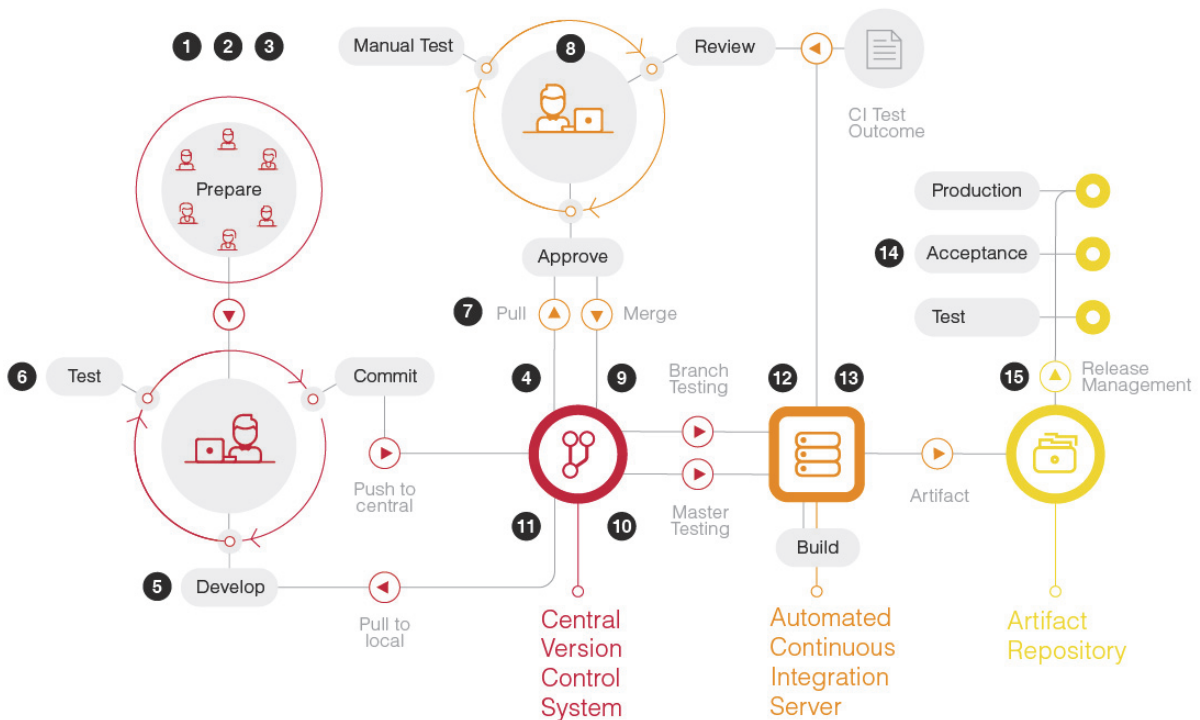 1 2 3
Manual Test
8
Review
CI Test
Outcome
Prepare
Production
14 Acceptance
Test
Approve
7 Pull
Merge
6 Test
Commit
4
9
Branch
Testing
12
13
15 Release
Management
Push to
central
11
10
Master
Testing
Artifact
Build
5 Develop
Pull to
local
Central
Version
Control
System
Automated
Continuous
Integration
Server
Artifact
Repository